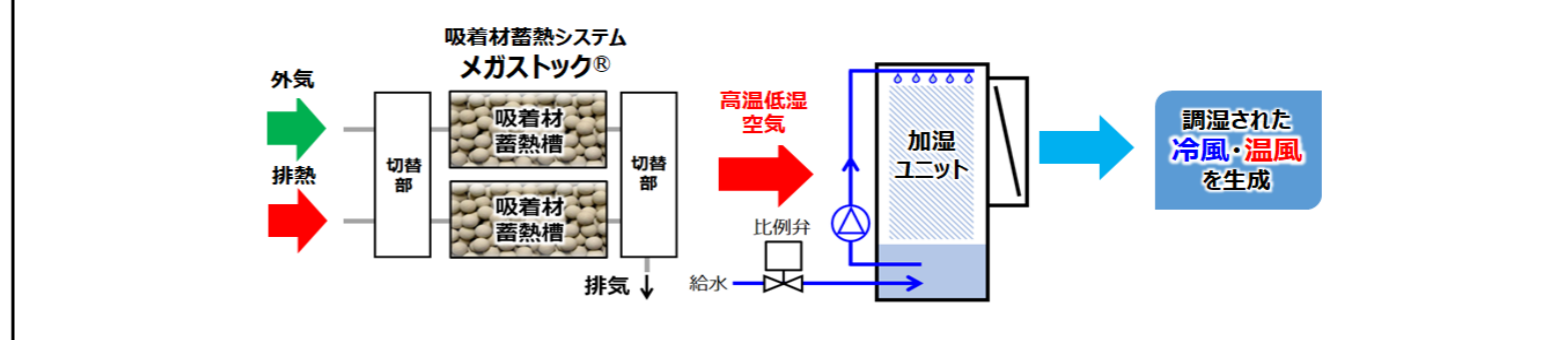 吸着材蓄熱システム
メガストック®
外気
排熱
切替
部
吸着材
蓄熱槽
吸着材
蓄熱槽
切替
部
排気
高温低湿
空気
比例弁
給水
加湿
ユニット
調湿された
冷風・温風
を生成